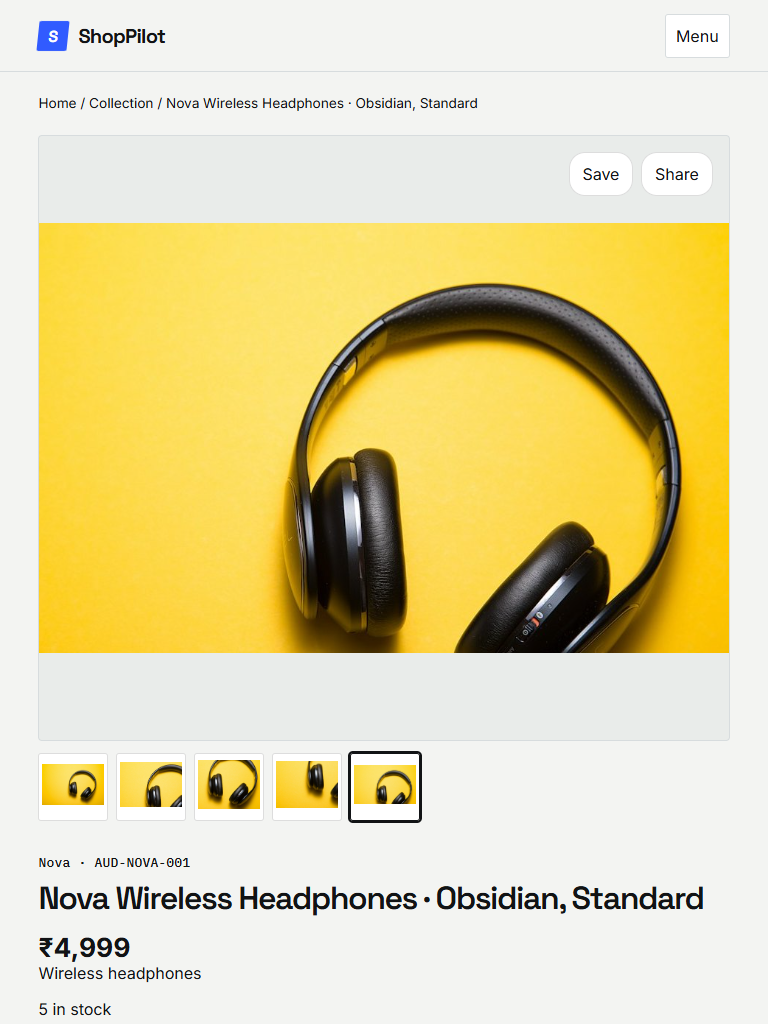 S ShopPilot
Menu
Home / Collection / Nova Wireless Headphones · Obsidian, Standard
Save
Share
Nova · AUD-NOVA-001
Nova Wireless Headphones · Obsidian, Standard
₹4,999
Wireless headphones
5 in stock